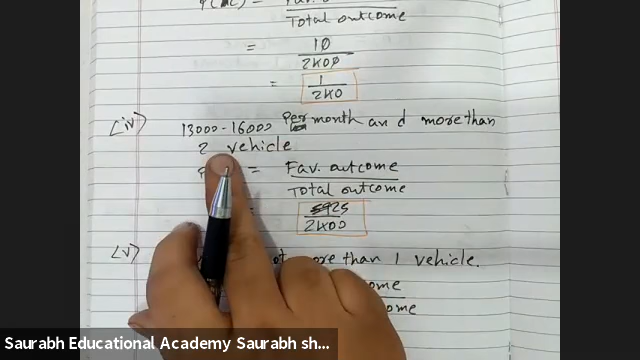 Total outcome
= 10
2400
= 1
240
(iv) 13000-16000 per month and more than
2 vehicle
= Fav. outcome
Total outcome
= 25
2400
(v) more than 1 vehicle.
Saurabh Educational Academy Saurabh sh...